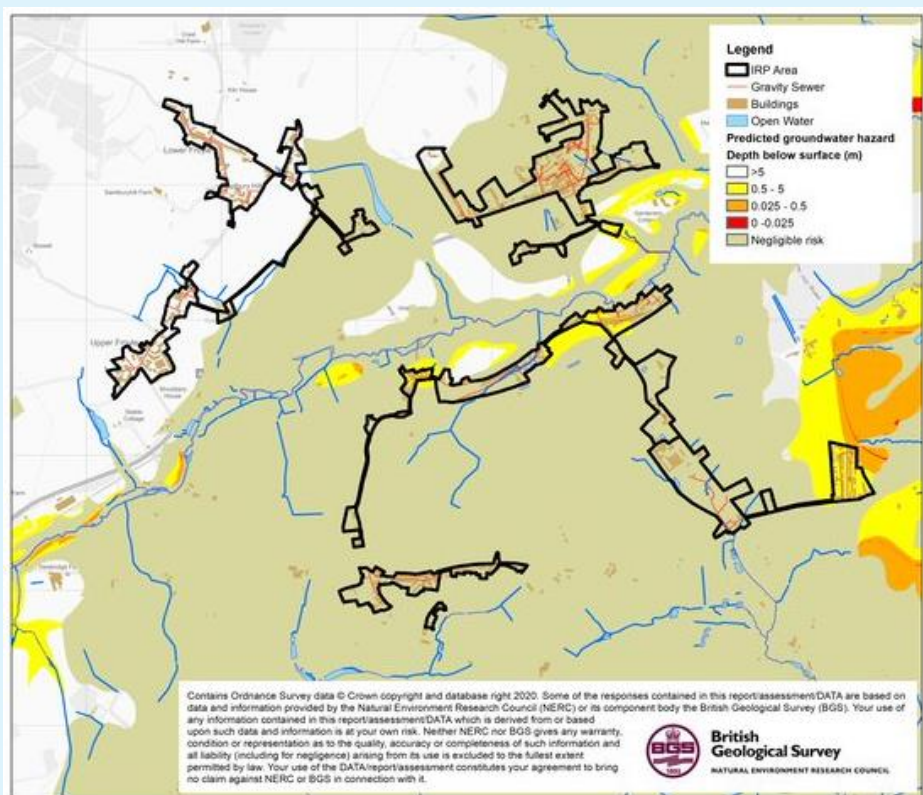 Legend
IRP Area
Gravity Sewer
Buildings
Open Water
Predicted groundwater hazard
Depth below surface (m)
>5
0.5 - 5
0.025 - 0.5
0 -0.025
Negligible risk
Lower
Upper
House
Cottage
Contains Ordnance Survey data © Crown copyright and database right 2020. Some of the responses contained in this report/assessment/DATA are based on
data and information provided by the Natural Environment Research Council (NERC) or its component body the British Geological Survey (BGS). Your use of
any information contained in this report/assessment/DATA which is derived from or based
upon such data and information is at your own risk. Neither NERC nor BGS gives any warranty,
condition or representation as to the quality, accuracy or completeness of such information and
all liability (including for negligence) arising from its use is excluded to the fullest extent
permitted by law. Your use of the DATA/report/assessment constitutes your agreement to bring
no claim against NERC or BGS in connection with it.
BGS
British
Geological Survey
NATURAL ENVIRONMENT RESEARCH COUNCIL